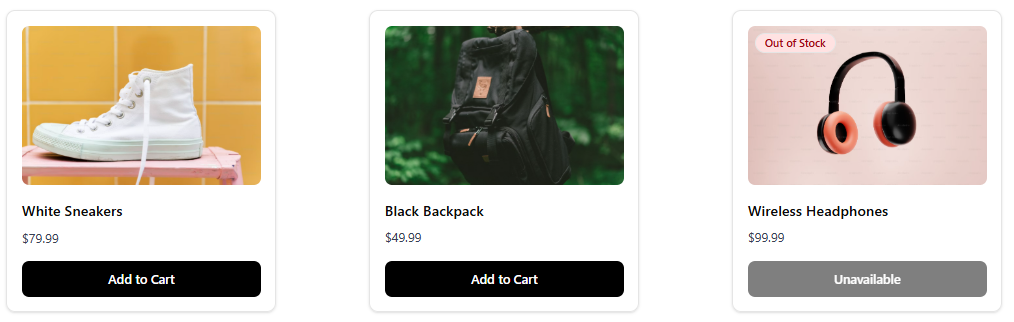 White Sneakers
$79.99
Add to Cart
Black Backpack
$49.99
Add to Cart
Out of Stock
Wireless Headphones
$99.99
Unavailable